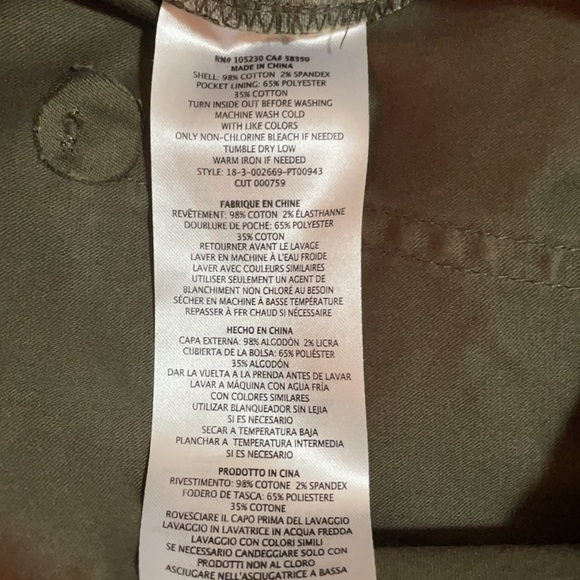 RN# 105230 CA# 38330
MADE IN CHINA
SHELL: 98% COTTON 2% SPANDEX
POCKET LINING: 65% POLYESTER
35% COTTON
TURN INSIDE OUT BEFORE WASHING
MACHINE WASH COLD
WITH LIKE COLORS
ONLY NON-CHLORINE BLEACH IF NEEDED
TUMBLE DRY LOW
WARM IRON IF NEEDED
STYLE: 18-3-002669-PT00943
CUT 000759
FABRIQUE EN CHINE
REVÊTEMENT: 98% COTON 2% ÉLASTHANNE
DOUBLURE DE POCHE: 65% POLYESTER
35% COTON
RETOURNER AVANT LE LAVAGE
LAVER EN MACHINE À L'EAU FROIDE
LAVER AVEC COULEURS SIMILAIRES
UTILISER SEULEMENT UN AGENT DE
BLANCHIMENT NON CHLORÉ AU BESOIN
SÉCHER EN MACHINE À BASSE TEMPÉRATURE
REPASSER À FER CHAUD SI NÉCESSAIRE
HECHO EN CHINA
CAPA EXTERNA: 98% ALGODÓN 2% LICRA
CUBIERTA DE LA BOLSA: 65% POLIÉSTER
35% ALGODÓN
DAR LA VUELTA A LA PRENDA ANTES DE LAVAR
LAVAR A MÁQUINA CON AGUA FRÍA
CON COLORES SIMILARES
UTILIZAR BLANQUEADOR SIN LEJIA
SI ES NECESARIO
SECAR A TEMPERATURA BAJA
PLANCHAR A TEMPERATURA INTERMEDIA
SI ES NECESARIO
PRODOTTO IN CINA
RIVESTIMENTO: 98% COTONE 2% SPANDEX
FODERO DI TASCA: 65% POLIESTERE
35% COTONE
ROVESCIARE IL CAPO PRIMA DEL LAVAGGIO
LAVAGGIO IN LAVATRICE IN ACQUA FREDDA
LAVAGGIO CON COLORI SIMILI
SE NECESSARIO CANDEGGIARE SOLO CON
PRODOTTI NON AL CLORO
ASCIUGARE NELL'ASCIUGATRICE A BASSA